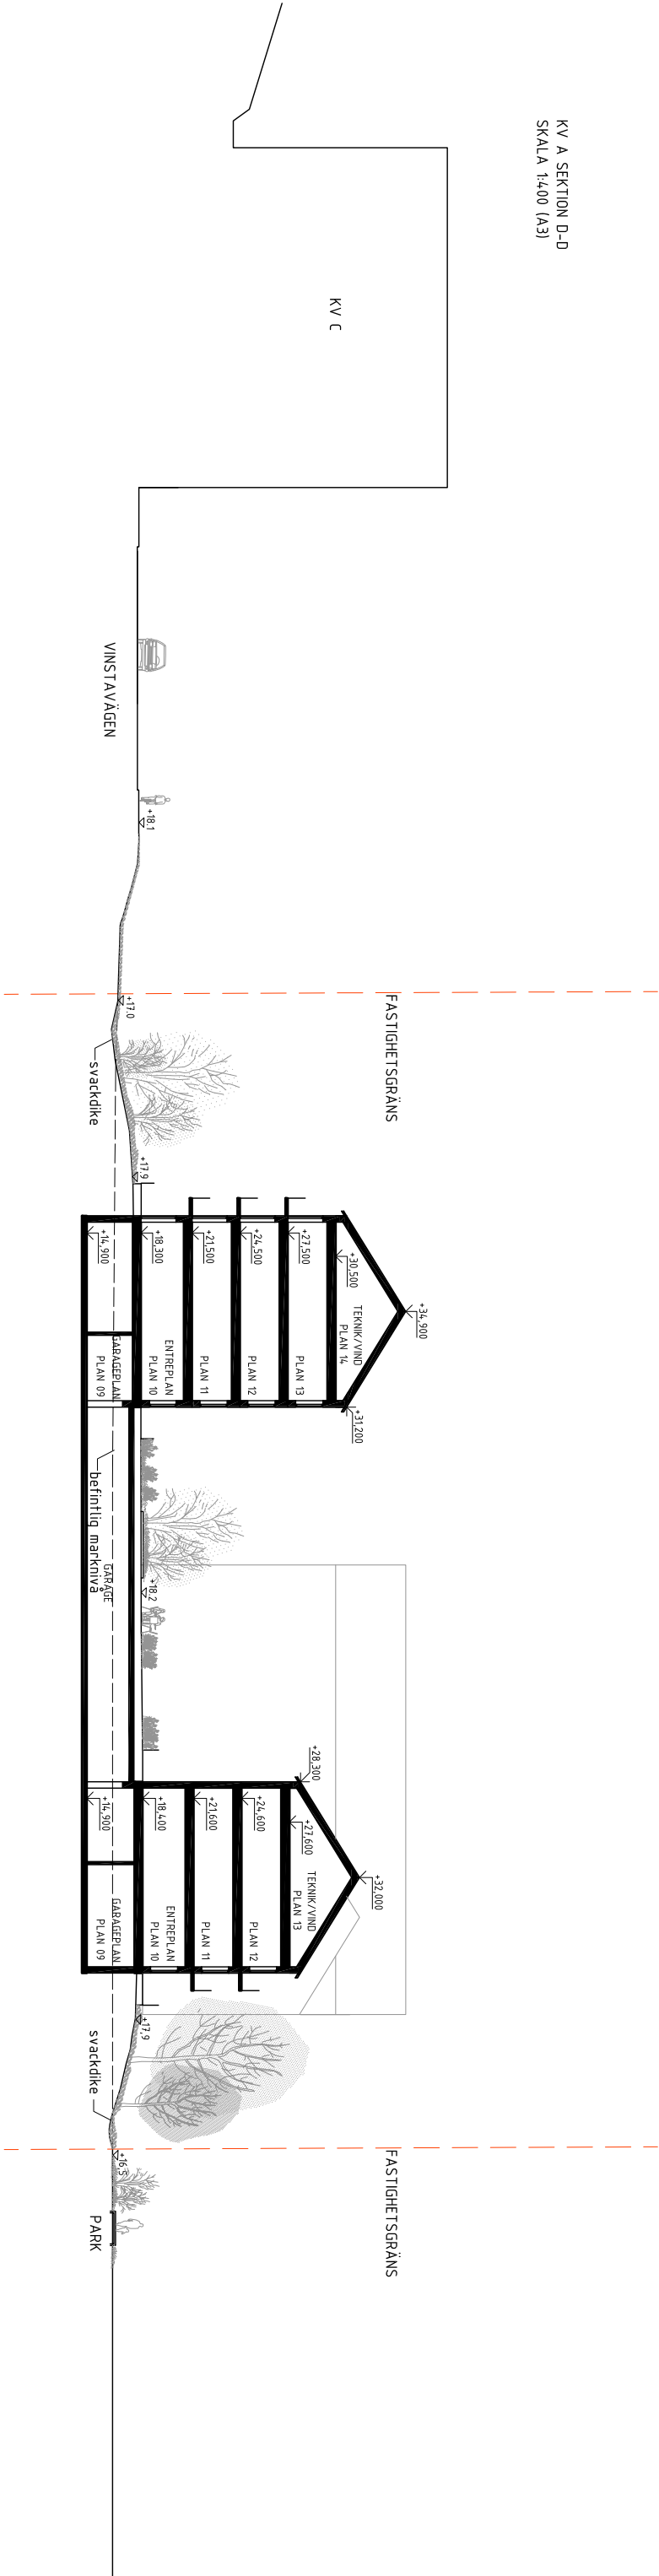 KV A SEKTION D-D
SKALA 1:400 (A3)
KV C
VINSTAVÄGEN
+18.1
FASTIGHETSGRÄNS
+17.0
svackdike
+17.9
+34,900
+31,200
+30,500
TEKNIK/VIND
PLAN 14
+27,500
PLAN 13
+24,500
PLAN 12
+21,500
PLAN 11
+18,300
ENTREPLAN
PLAN 10
+14,900
GARAGEPLAN
PLAN 09
+18.2
GARAGE
befintlig marknivå
+32,000
+28,300
+27,600
TEKNIK/VIND
PLAN 13
+24,600
PLAN 12
+21,600
PLAN 11
+18,400
ENTREPLAN
PLAN 10
+14,900
GARAGEPLAN
PLAN 09
+17,9
svackdike
FASTIGHETSGRÄNS
+16,5
PARK